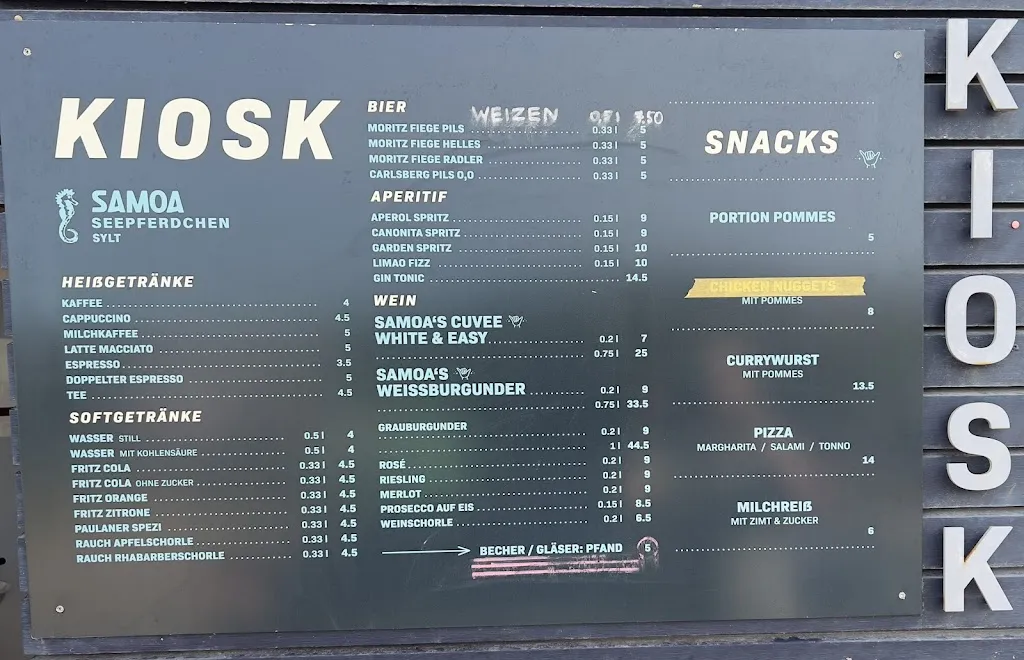 KIOSK
SAMOA
SEEPFERDCHEN
SYLT
HEIßGETRÄNKE
KAFFEE 4
CAPPUCCINO 4.5
MILCHKAFFEE 5
LATTE MACCIATO 5
ESPRESSO 3.5
DOPPELTER ESPRESSO 5
TEE 4.5
SOFTGETRÄNKE
WASSER STILL 0.5 l 4
WASSER MIT KOHLENSÄURE 0.5 l 4
FRITZ COLA 0.33 l 4.5
FRITZ COLA OHNE ZUCKER 0.33 l 4.5
FRITZ ORANGE 0.33 l 4.5
FRITZ ZITRONE 0.33 l 4.5
PAULANER SPEZI 0.33 l 4.5
RAUCH APFELSCHORLE 0.33 l 4.5
RAUCH RHABARBERSCHORLE 0.33 l 4.5
BIER
WEIZEN 0,5 l 7.50
MORITZ FIEGE PILS 0.33 l 5
MORITZ FIEGE HELLES 0.33 l 5
MORITZ FIEGE RADLER 0.33 l 5
CARLSBERG PILS 0,0 0.33 l 5
APERITIF
APEROL SPRITZ 0.15 l 9
CANONITA SPRITZ 0.15 l 9
GARDEN SPRITZ 0.15 l 10
LIMAO FIZZ 0.15 l 10
GIN TONIC 14.5
WEIN
SAMOA'S CUVEE
WHITE & EASY 0.2 l 7
0.75 l 25
SAMOA'S
WEISSBURGUNDER 0.2 l 9
0.75 l 33.5
GRAUBURGUNDER 0.2 l 9
1 l 44.5
ROSÉ 0.2 l 9
RIESLING 0.2 l 9
MERLOT 0.2 l 9
PROSECCO AUF EIS 0.15 l 8.5
WEINSCHORLE 0.2 l 6.5
BECHER / GLÄSER: PFAND 5
SNACKS
PORTION POMMES
5
CHICKEN NUGGETS
MIT POMMES
8
CURRYWURST
MIT POMMES
13.5
PIZZA
MARGHARITA / SALAMI / TONNO
14
MILCHREIß
MIT ZIMT & ZUCKER
6
KIOSK